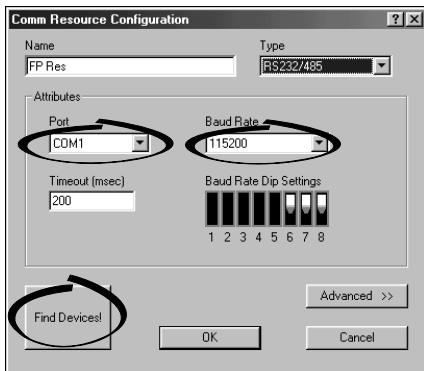 Comm Resource Configuration
Name
Type
FP Res
RS232/485
Attributes
Port
Baud Rate
COM1
115200
Timeout (msec)
Baud Rate Dip Settings
200
1 2 3 4 5 6 7 8
Find Devices!
Advanced >>
OK
Cancel